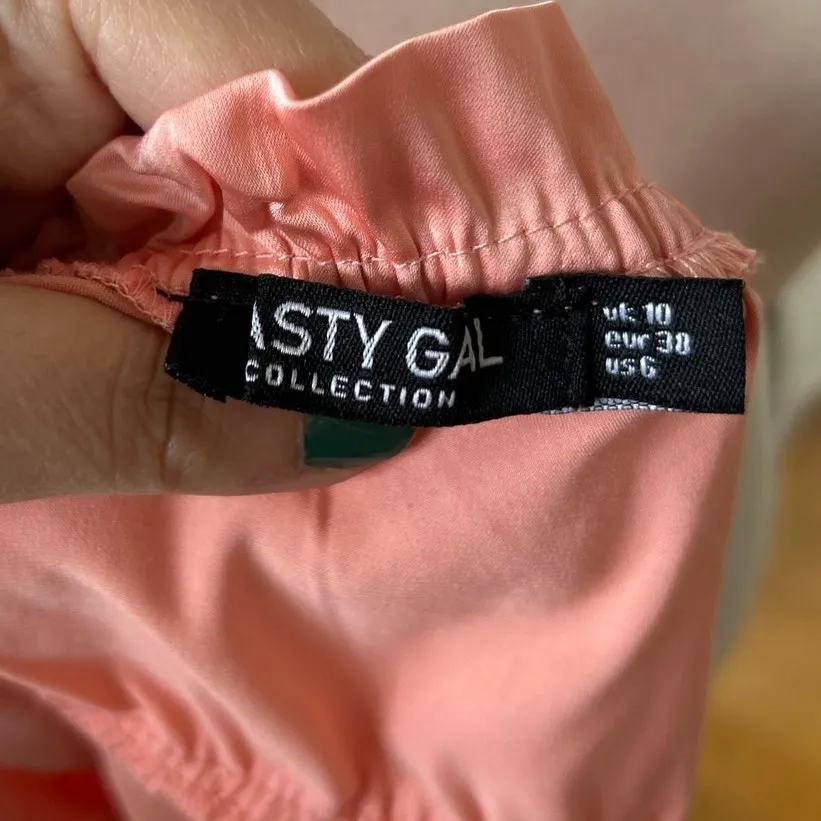 ASTY GAL
COLLECTION
UK 10
eur 38
us 6